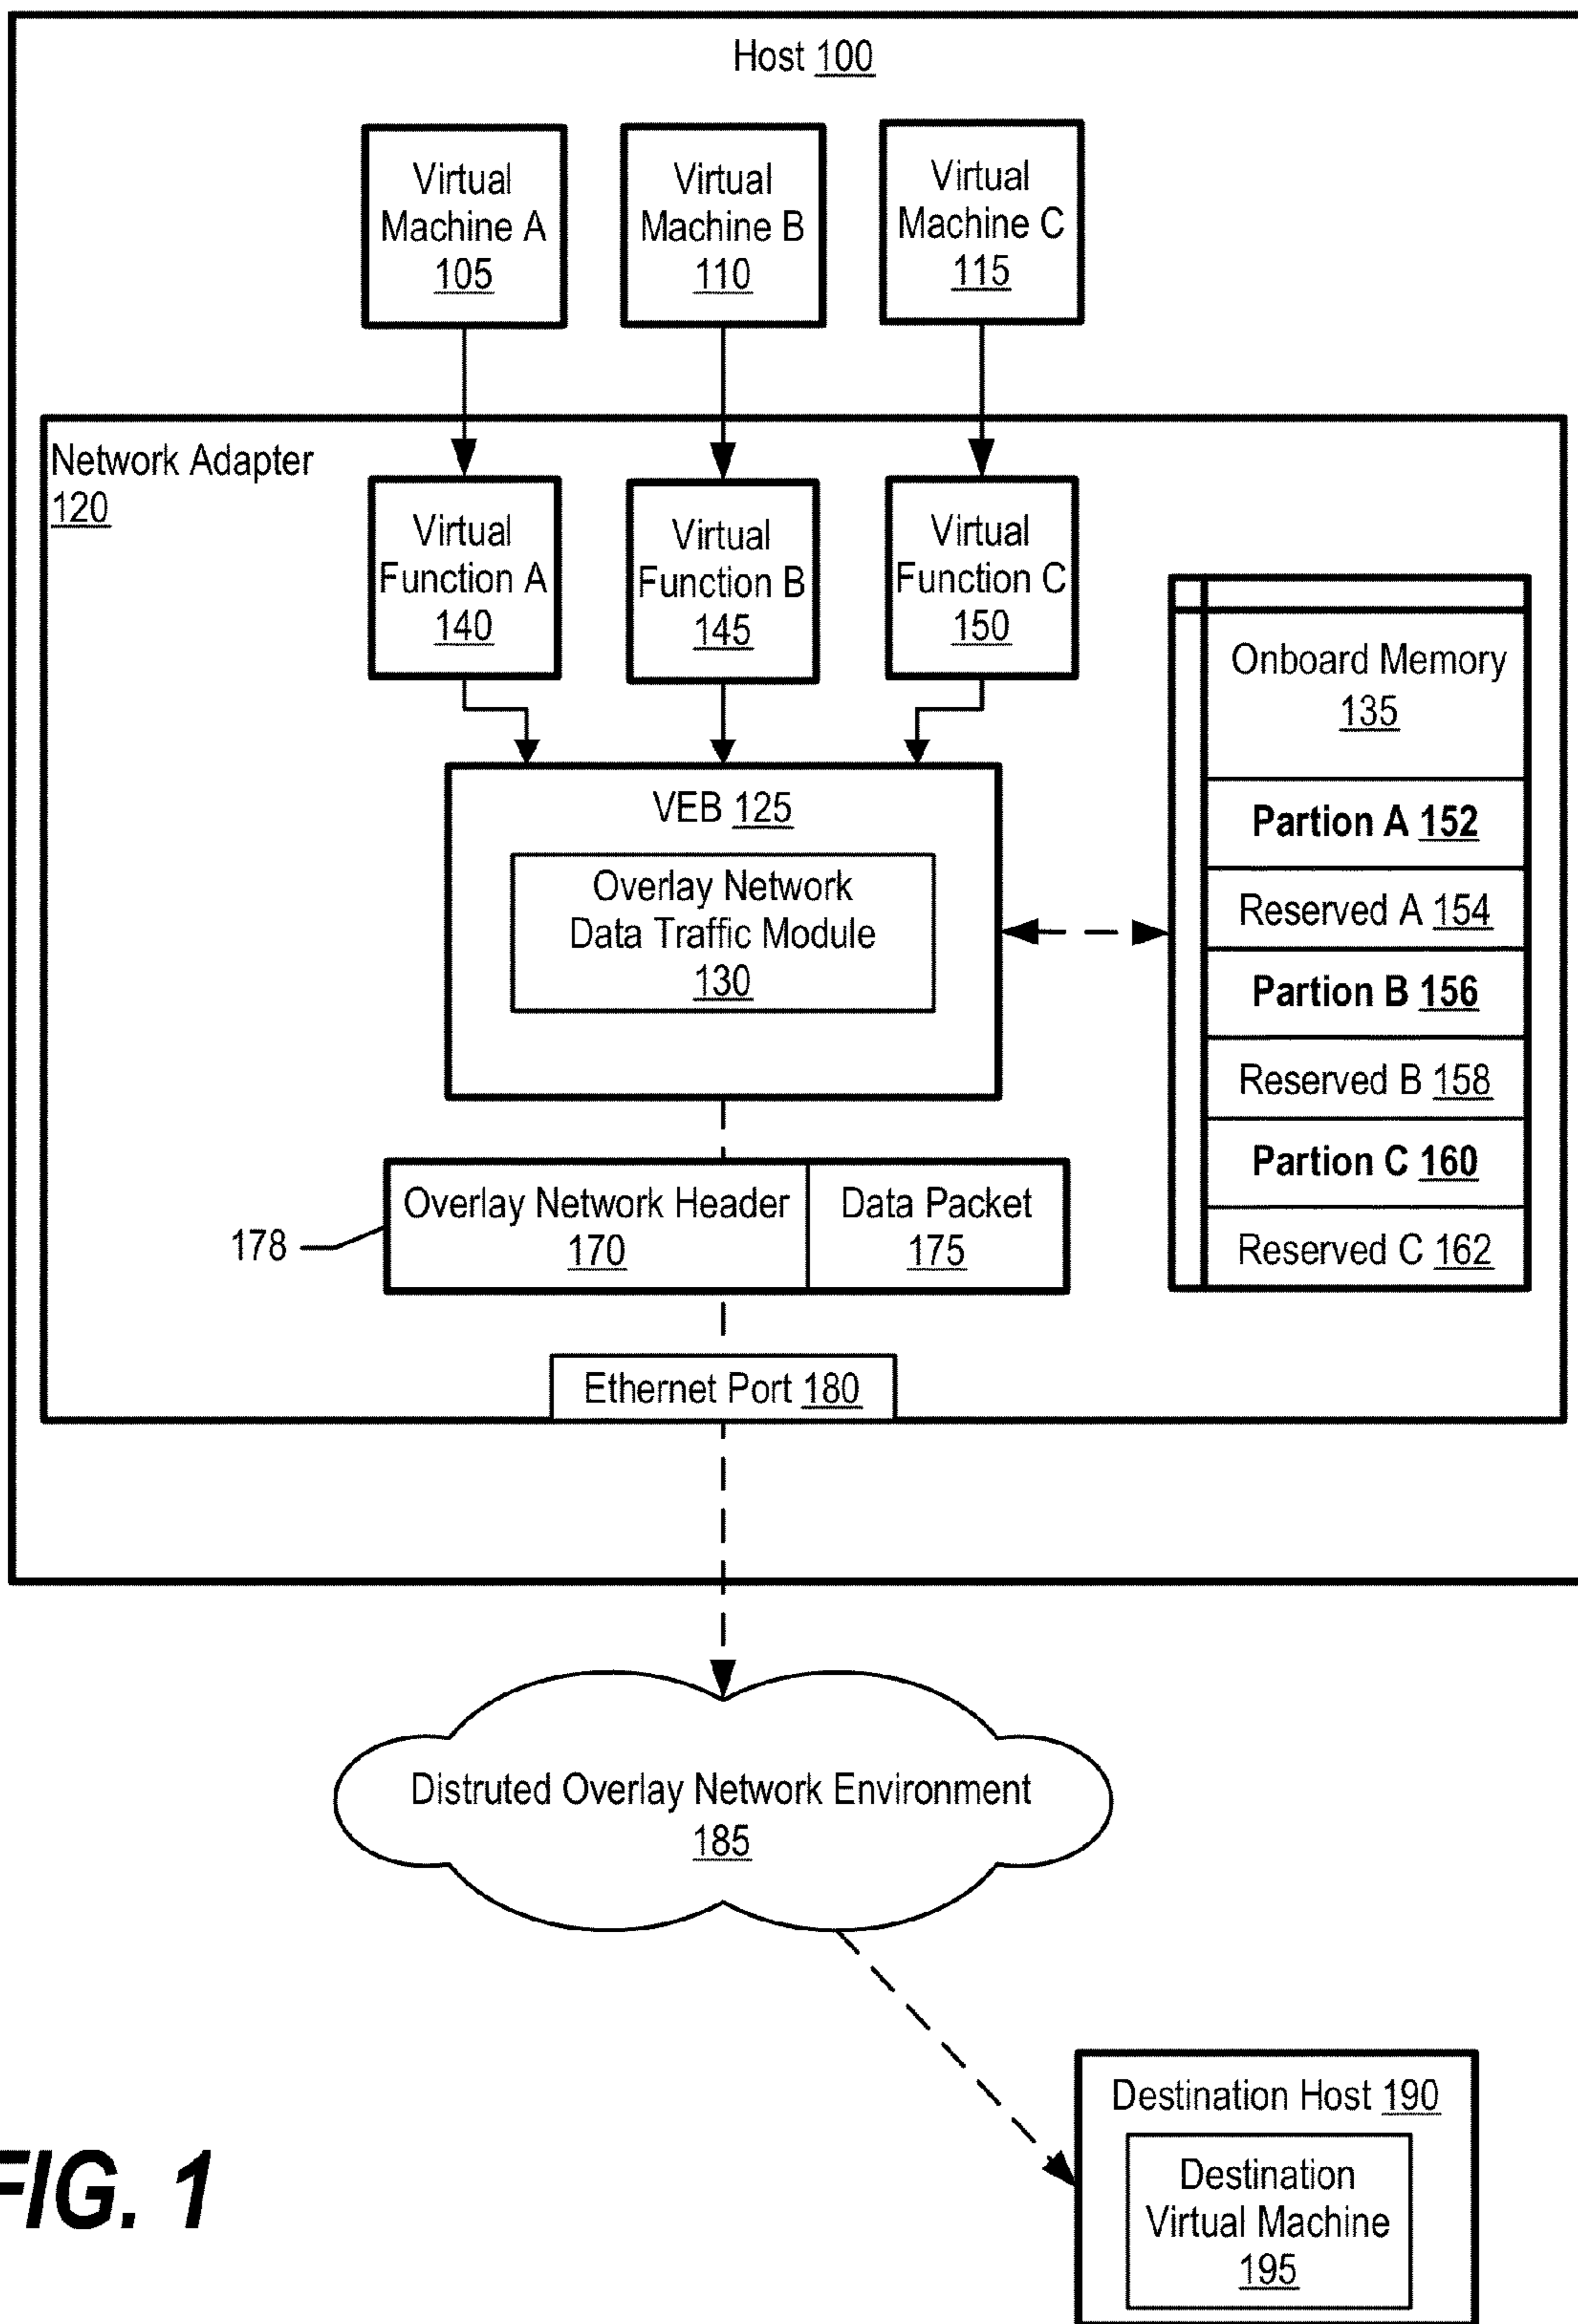 Host 100
Virtual
Machine A
105
Virtual
Machine B
110
Virtual
Machine C
115
Network Adapter
120
Virtual
Function A
140
Virtual
Function B
145
Virtual
Function C
150
Onboard Memory
135
Partion A 152
Reserved A 154
Partion B 156
Reserved B 158
Partion C 160
Reserved C 162
VEB 125
Overlay Network
Data Traffic Module
130
178
Overlay Network Header
170
Data Packet
175
Ethernet Port 180
Distruted Overlay Network Environment
185
Destination Host 190
Destination
Virtual Machine
195
FIG. 1